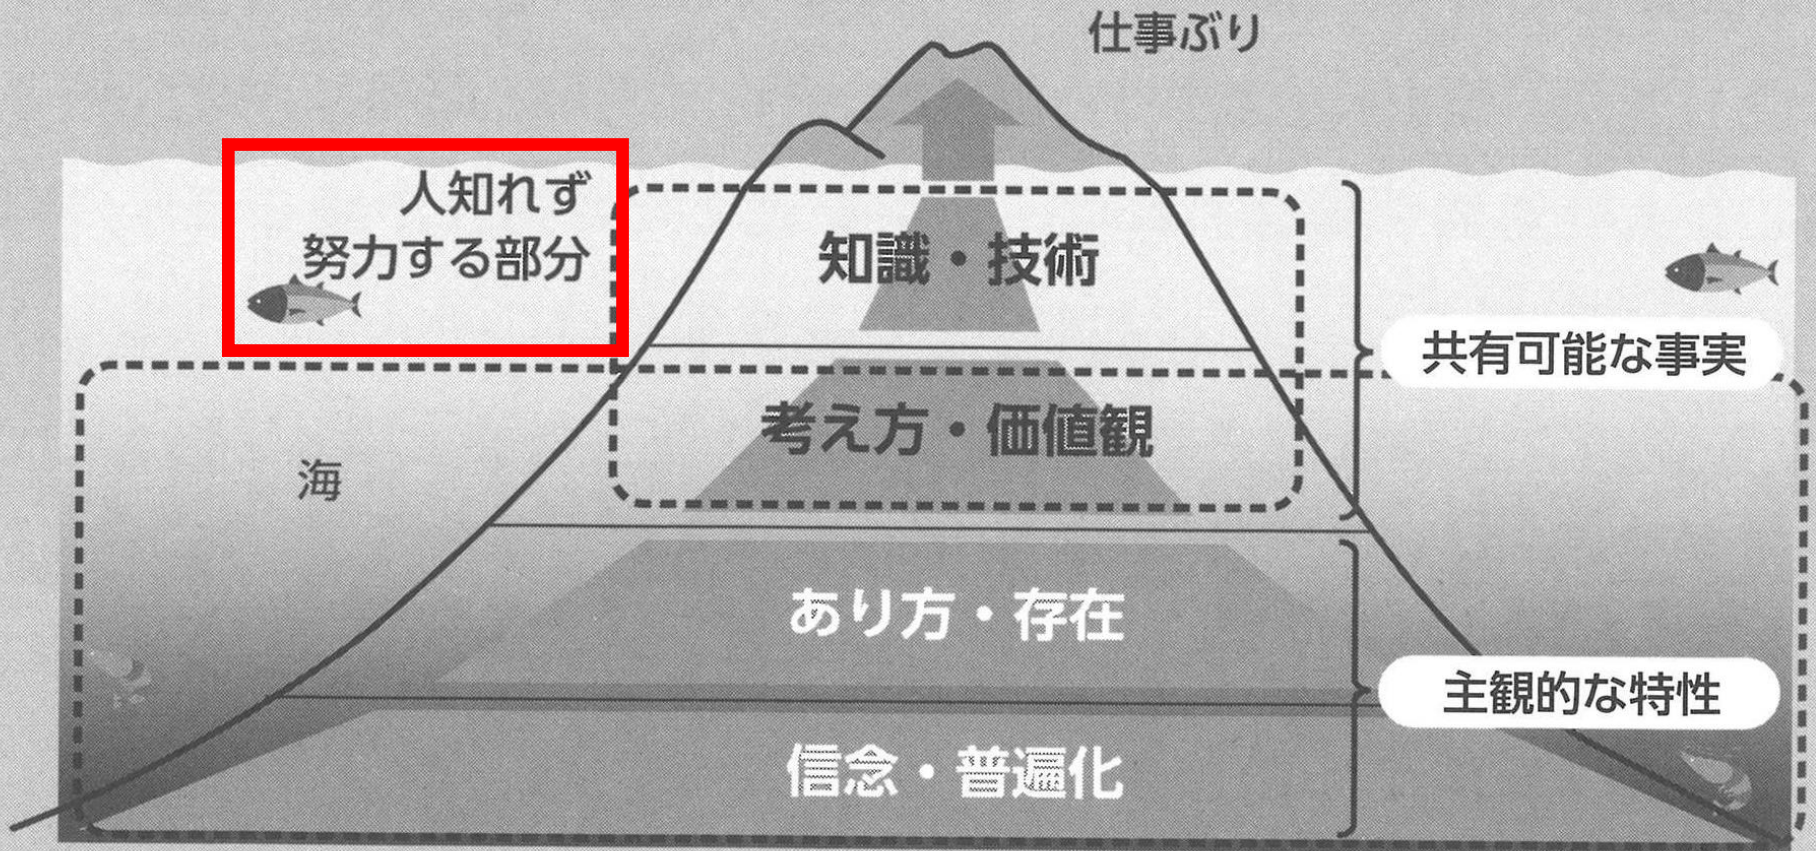 仕事ぶり
人知れず
努力する部分
知識・技術
共有可能な事実
考え方・価値観
海
あり方・存在
主観的な特性
信念・普遍化